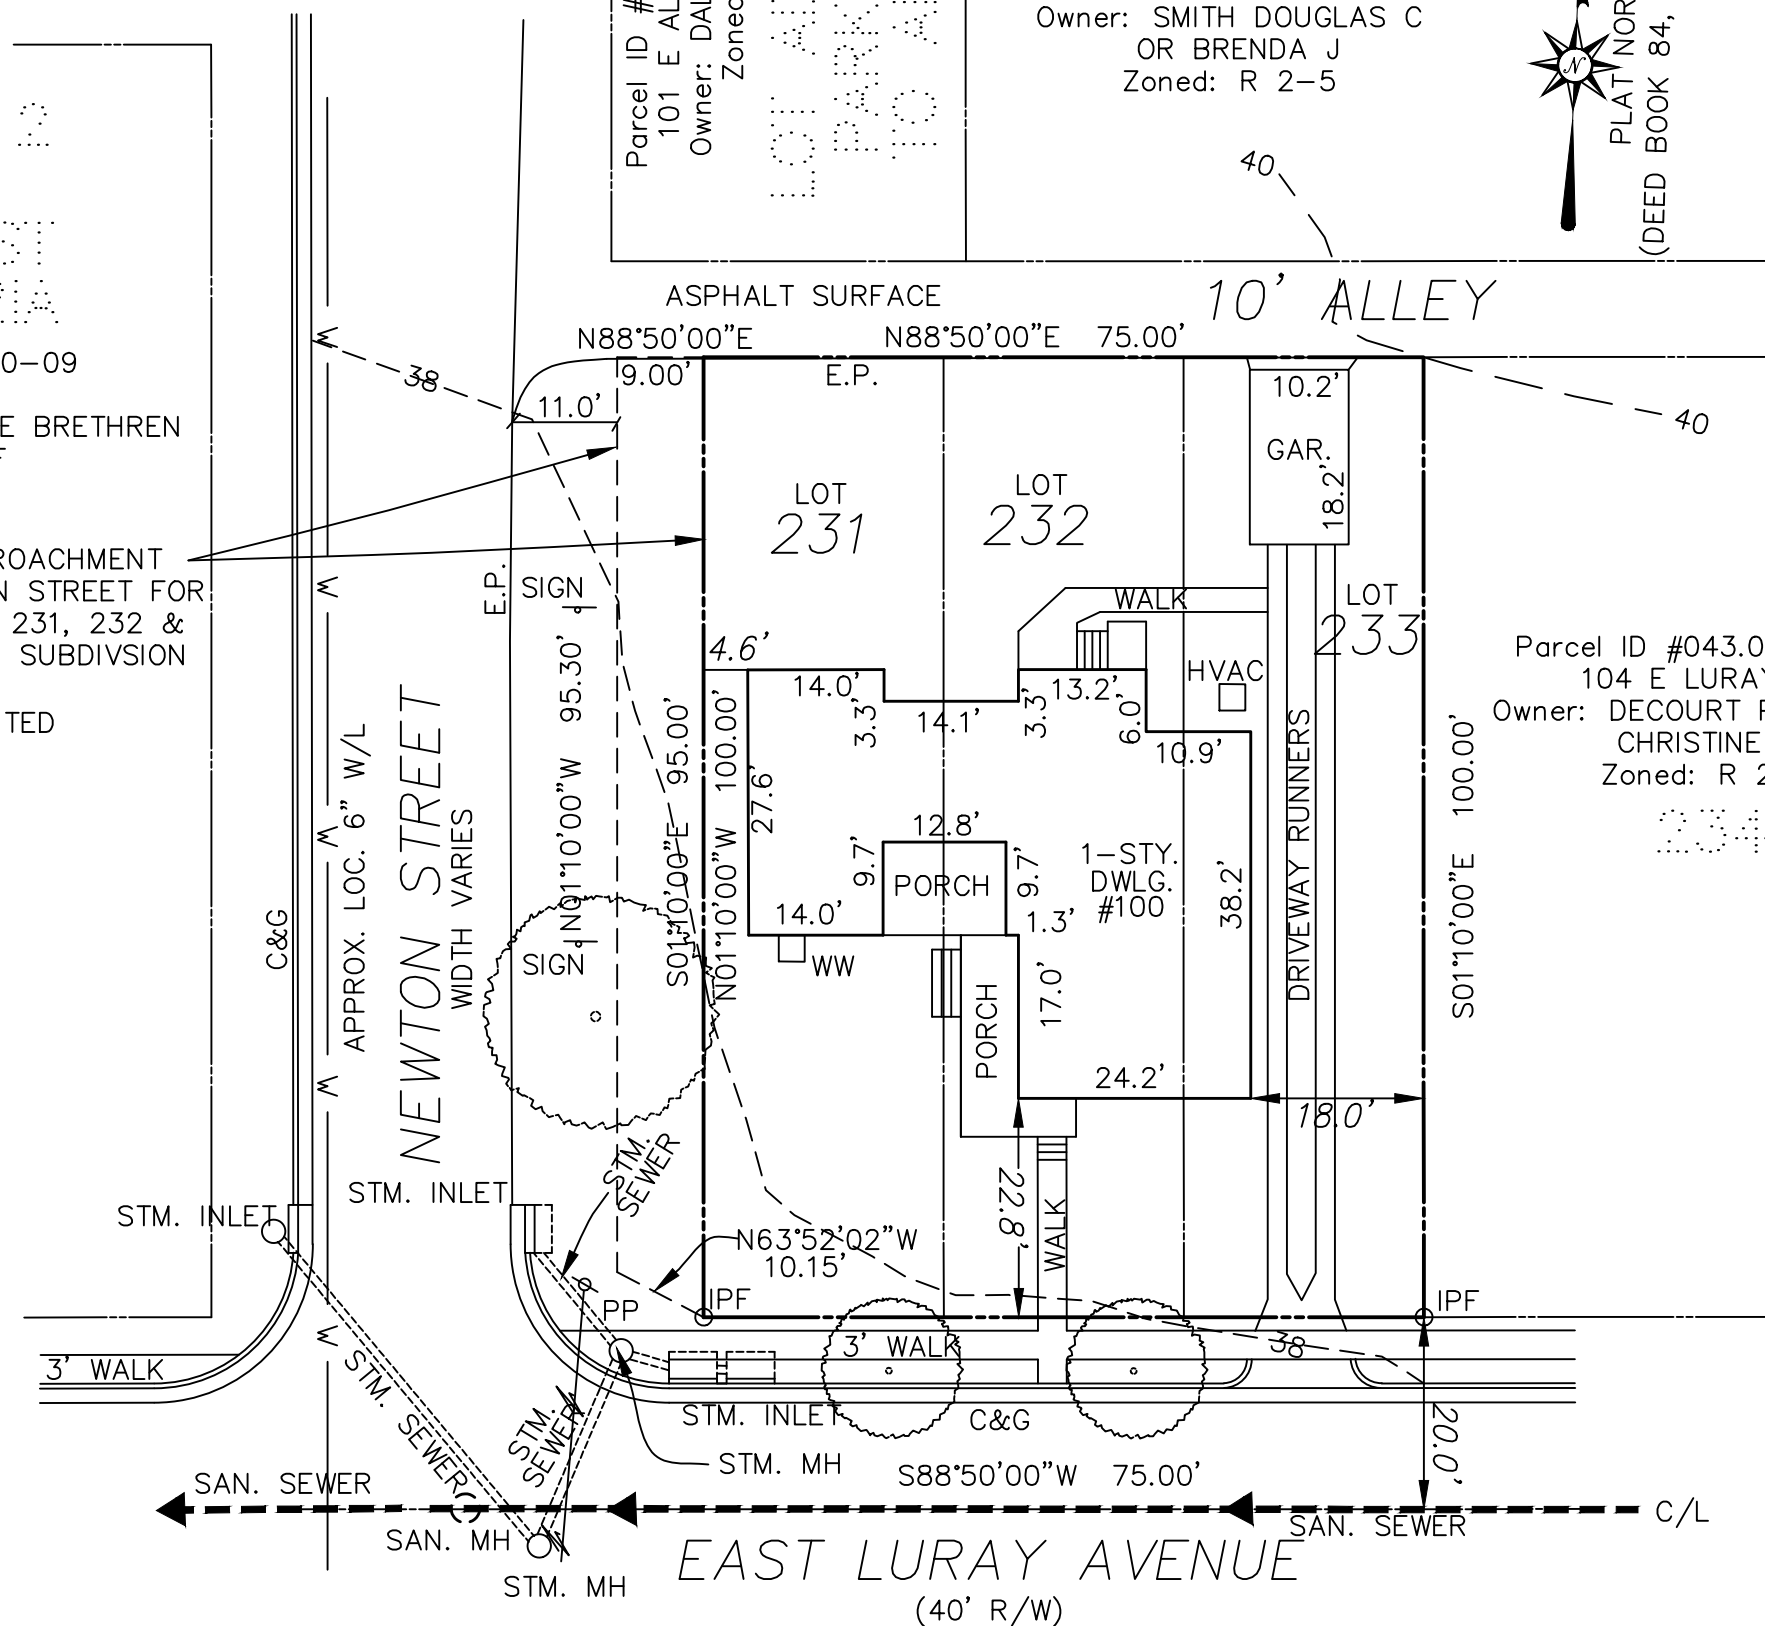 Parcel ID #
101 E AL
Owner: DAL
Zoned
LOT
PARK
TO
Owner: SMITH DOUGLAS C
OR BRENDA J
Zoned: R 2-5
N
PLAT NOR
(DEED BOOK 84,
2
ST
0-09
E BRETHREN
ROACHMENT
N STREET FOR
231, 232 &
SUBDIVSION
TED
40
10' ALLEY
ASPHALT SURFACE
N88°50'00"E
9.00'
N88°50'00"E 75.00'
E.P.
38
11.0'
10.2'
GAR.
18.2'
40
LOT
231
LOT
232
LOT
233
E.P.
SIGN
WALK
4.6'
HVAC
14.0'
3.3'
14.1'
3.3'
13.2'
6.0'
10.9'
27.6'
12.8'
9.7'
PORCH
9.7'
1-STY.
DWLG.
#100
38.2'
14.0'
1.3'
WW
PORCH
17.0'
24.2'
18.0'
22.8'
WALK
DRIVEWAY RUNNERS
S01°10'00"E 100.00'
Parcel ID #043.0
104 E LURAY
Owner: DECOURT
CHRISTINE
Zoned: R 2
234
W
W
W
W
W
C&G
APPROX. LOC. 6" W/L
NEWTON STREET
WIDTH VARIES
N01°10'00"W 95.30'
S01°10'00"E 95.00'
N01°10'00"W 100.00'
SIGN
STM.
SEWER
STM. INLET
STM. INLET
N63°52'02"W
10.15'
PP
IPF
IPF
3' WALK
3' WALK
38
STM. SEWER
STM.
SEWER
STM. INLET
C&G
STM. MH
S88°50'00"W 75.00'
20.0'
SAN. SEWER
SAN. MH
STM. MH
SAN. SEWER
C/L
EAST LURAY AVENUE
(40' R/W)